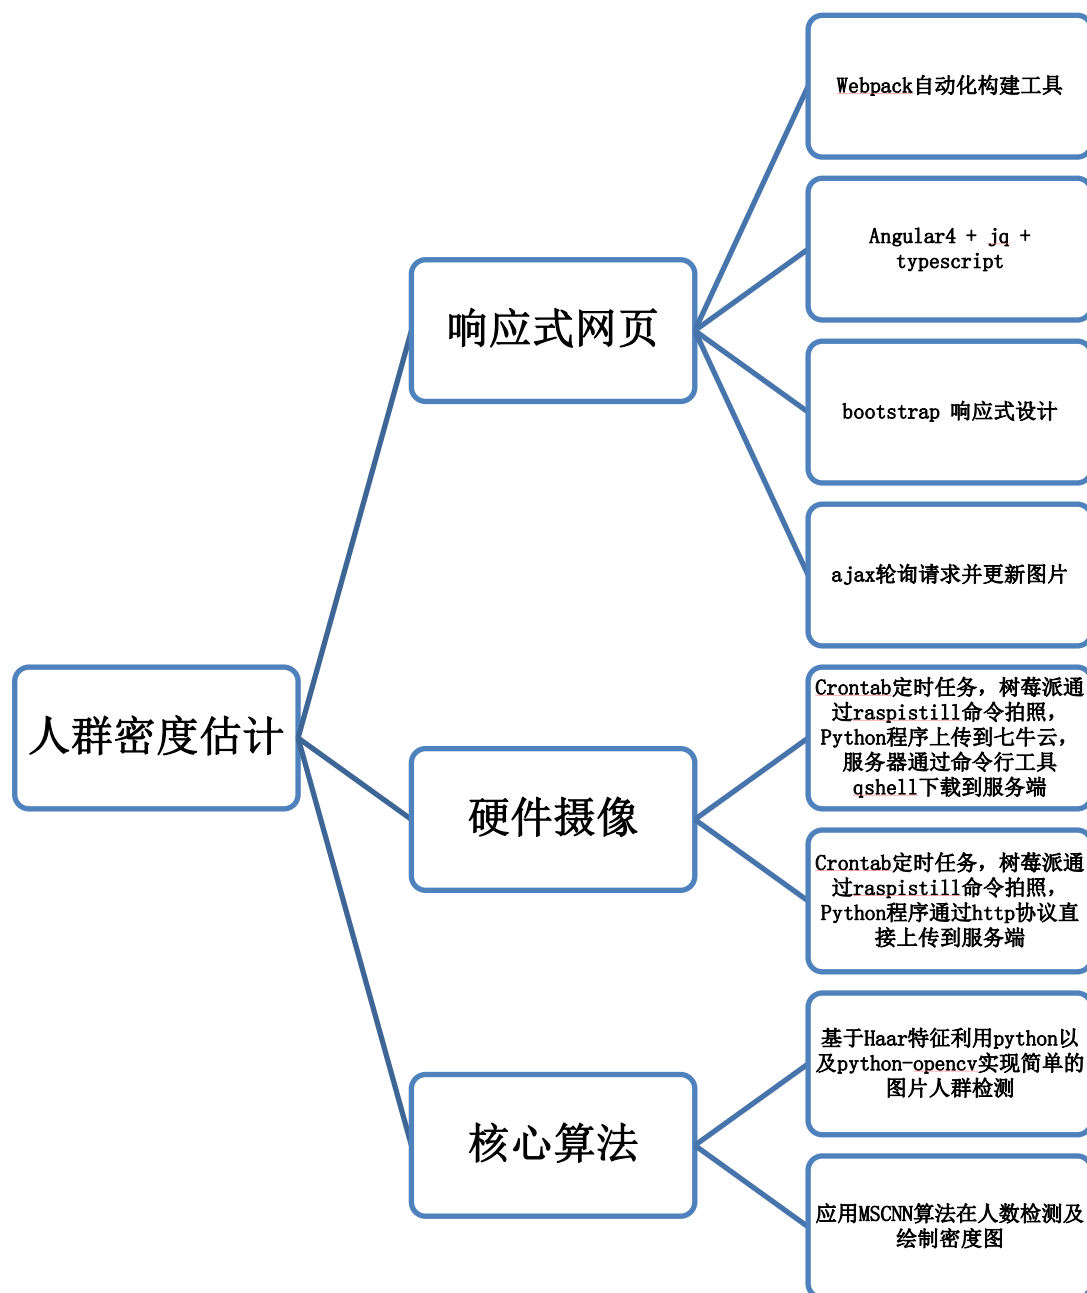 人群密度估计
响应式网页
Webpack自动化构建工具
Angular4 + jq +
typescript
bootstrap 响应式设计
ajax轮询请求并更新图片
硬件摄像
Crontab定时任务，树莓派通
过raspistill命令拍照，
Python程序上传到七牛云，
服务器通过命令行工具
qshell下载到服务端
Crontab定时任务，树莓派通
过raspistill命令拍照，
Python程序通过http协议直
接上传到服务端
核心算法
基于Haar特征利用python以
及python-opencv实现简单的
图片人群检测
应用MSCNN算法在人数检测及
绘制密度图